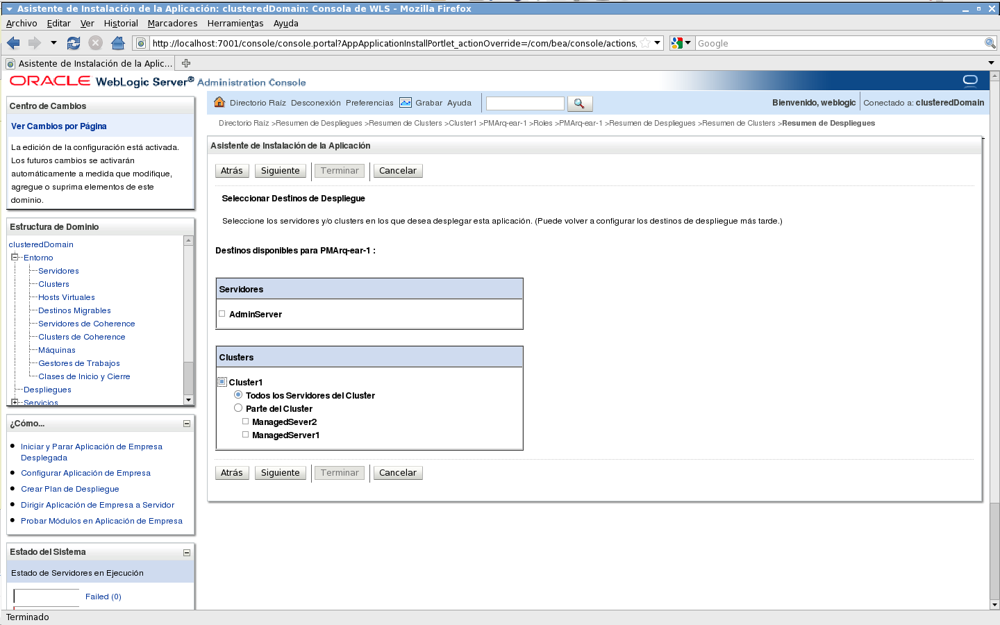 Asistente de Instalación de la Aplicación: clusteredDomain: Consola de WLS - Mozilla Firefox
Archivo Editar Ver Historial Marcadores Herramientas Ayuda
http://localhost:7001/console/console.portal?AppApplicationInstallPortlet_actionOverride=/com/bea/console/actions.
Google
Asistente de Instalación de la Aplic...
ORACLE WebLogic Server® Administration Console
Centro de Cambios
Ver Cambios por Página
La edición de la configuración está activada.
Los futuros cambios se activarán
automáticamente a medida que modifique,
agregue o suprima elementos de este
dominio.
Estructura de Dominio
clusteredDomain
Entorno
Servidores
Clusters
Hosts Virtuales
Destinos Migrables
Servidores de Coherence
Clusters de Coherence
Máquinas
Gestores de Trabajos
Clases de Inicio y Cierre
Despliegues
Servicios
¿Cómo...
Iniciar y Parar Aplicación de Empresa
Desplegada
Configurar Aplicación de Empresa
Crear Plan de Despliegue
Dirigir Aplicación de Empresa a Servidor
Probar Módulos en Aplicación de Empresa
Estado del Sistema
Estado de Servidores en Ejecución
Failed (0)
Directorio Raíz Desconexión Preferencias Grabar Ayuda
Bienvenido, weblogic Conectado a: clusteredDomain
Directorio Raíz >Resumen de Despliegues >Resumen de Clusters >Cluster1 >PMArq-ear-1 >Roles >PMArq-ear-1 >Resumen de Despliegues >Resumen de Clusters >Resumen de Despliegues
Asistente de Instalación de la Aplicación
Atrás Siguiente Terminar Cancelar
Seleccionar Destinos de Despliegue
Seleccione los servidores y/o clusters en los que desea desplegar esta aplicación. (Puede volver a configurar los destinos de despliegue más tarde.)
Destinos disponibles para PMArq-ear-1 :
Servidores
AdminServer
Clusters
Cluster1
Todos los Servidores del Cluster
Parte del Cluster
ManagedSever2
ManagedServer1
Atrás Siguiente Terminar Cancelar
Terminado